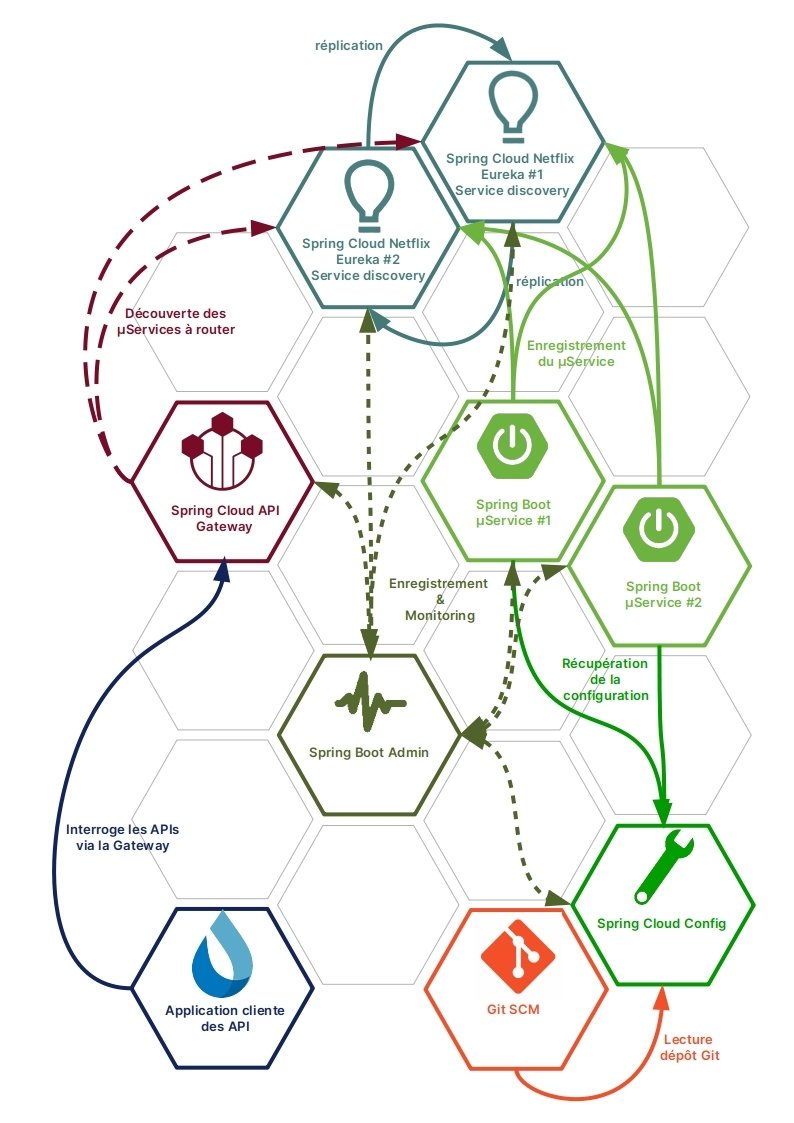 réplication
Spring Cloud Netflix
Eureka #1
Service discovery
Spring Cloud Netflix
Eureka #2
Service discovery
réplication
Découverte des
µServices à router
Enregistrement
du µService
Spring Cloud API
Gateway
Spring Boot
µService #1
Spring Boot
µService #2
Enregistrement
&
Monitoring
Récupération
de la
configuration
Spring Boot Admin
Interroge les APIs
via la Gateway
Spring Cloud Config
Application cliente
des API
Git SCM
Lecture
dépôt Git